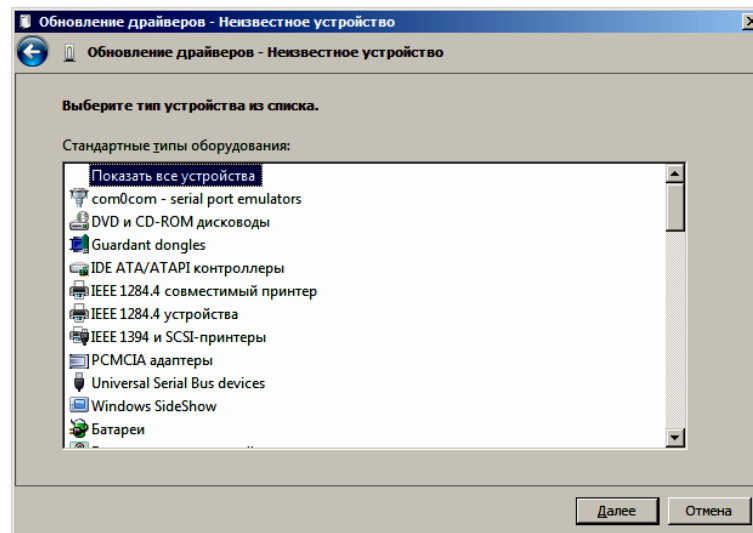 Обновление драйверов - Неизвестное устройство
Обновление драйверов - Неизвестное устройство
Выберите тип устройства из списка.
Стандартные типы оборудования:
Показать все устройства
com0com - serial port emulators
DVD и CD-ROM дисководы
Guardant dongles
IDE ATA/ATAPI контроллеры
IEEE 1284.4 совместимый принтер
IEEE 1284.4 устройства
IEEE 1394 и SCSI-принтеры
PCMCIA адаптеры
Universal Serial Bus devices
Windows SideShow
Батареи
Далее
Отмена